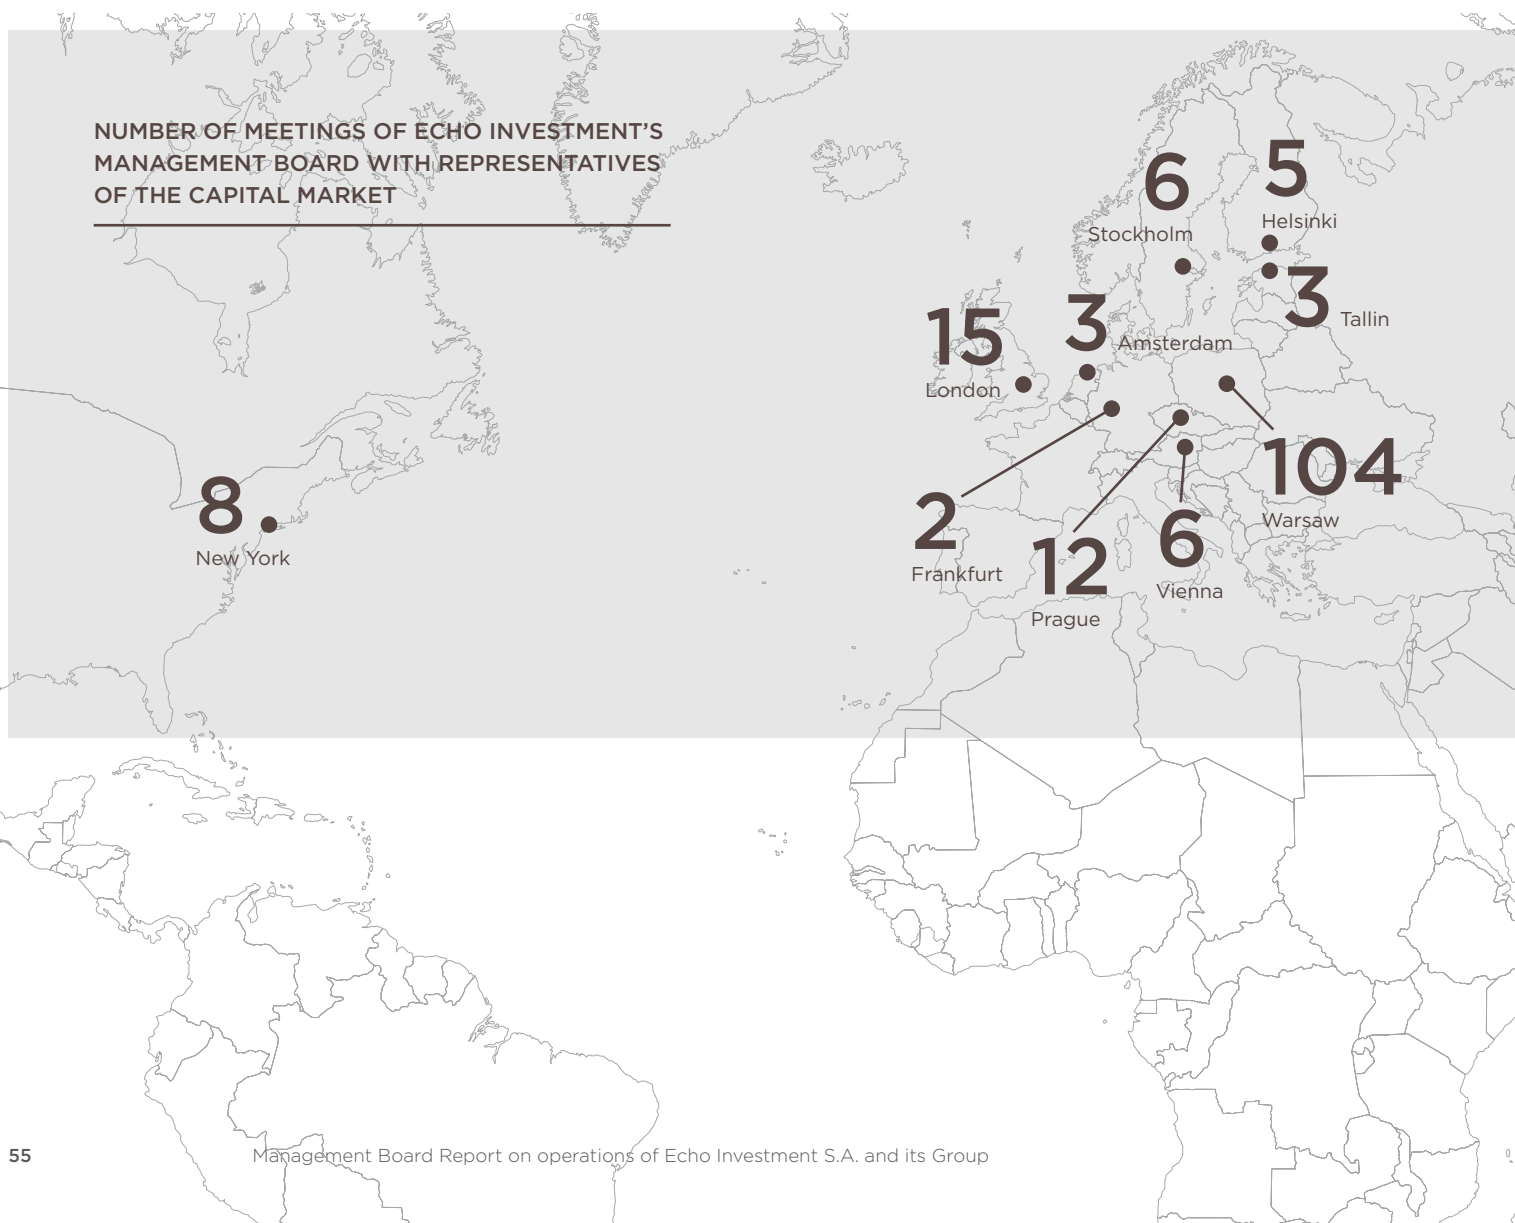 NUMBER OF MEETINGS OF ECHO INVESTMENT’S
MANAGEMENT BOARD WITH REPRESENTATIVES
OF THE CAPITAL MARKET
6
Stockholm
5
Helsinki
3
Tallin
15
London
3
Amsterdam
104
Warsaw
8
New York
2
Frankfurt
12
Prague
6
Vienna
55
Management Board Report on operations of Echo Investment S.A. and its Group